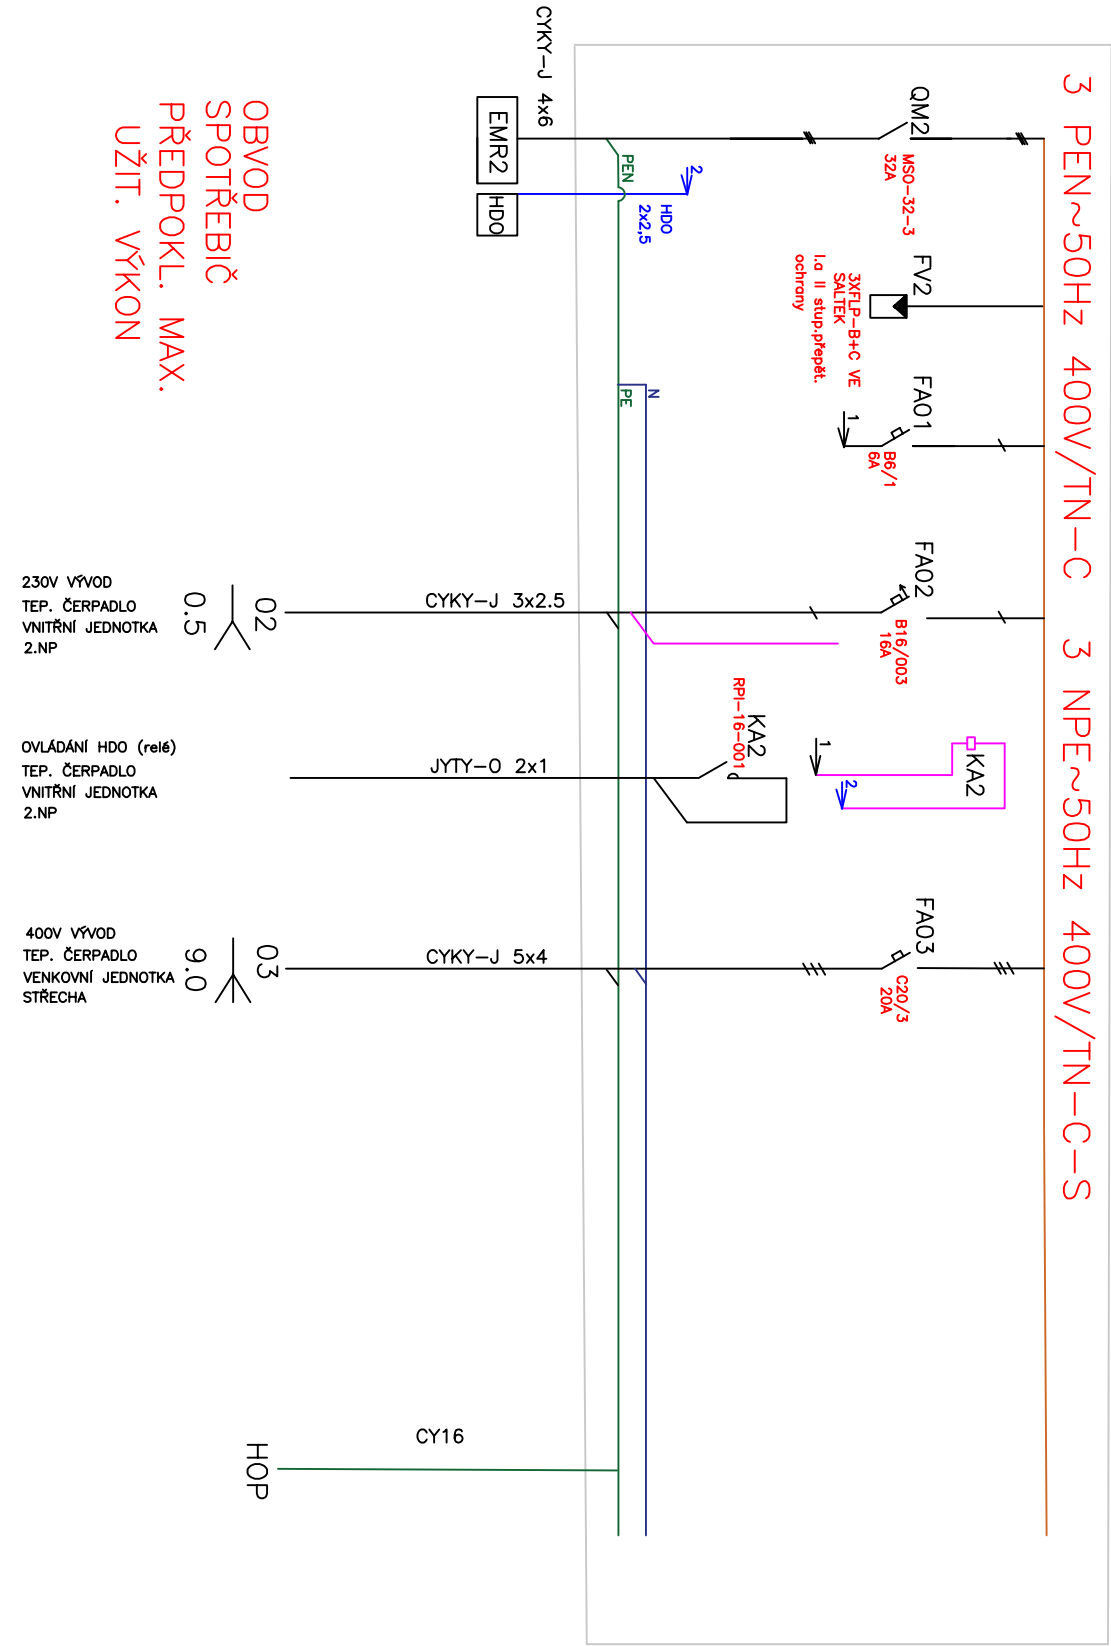 3 PEN~50Hz 400V/TN-C 3 NPE~50Hz 400V/TN-C-S
QM2
MSO-32-3
32A
FV2
3XFLP-B+C VE
SALTEK
I.a II stup.přepět.
ochrany
FA01
B6/1
6A
1
FA02
B16/003
16A
KA2
1
2
KA2
RPI-16-001
FA03
C20/3
20A
2
HDO
2x2,5
PEN
N
PE
CYKY-J 4x6
EMR2
HDO
CYKY-J 3x2.5
JYTY-O 2x1
CYKY-J 5x4
CY16
OBVOD
SPOTŘEBIČ
PŘEDPOKL. MAX.
UŽIT. VÝKON
02
0.5
230V VÝVOD
TEP. ČERPADLO
VNITŘNÍ JEDNOTKA
2.NP
OVLÁDÁNÍ HDO (relé)
TEP. ČERPADLO
VNITŘNÍ JEDNOTKA
2.NP
03
9.0
400V VÝVOD
TEP. ČERPADLO
VENKOVNÍ JEDNOTKA
STŘECHA
HOP